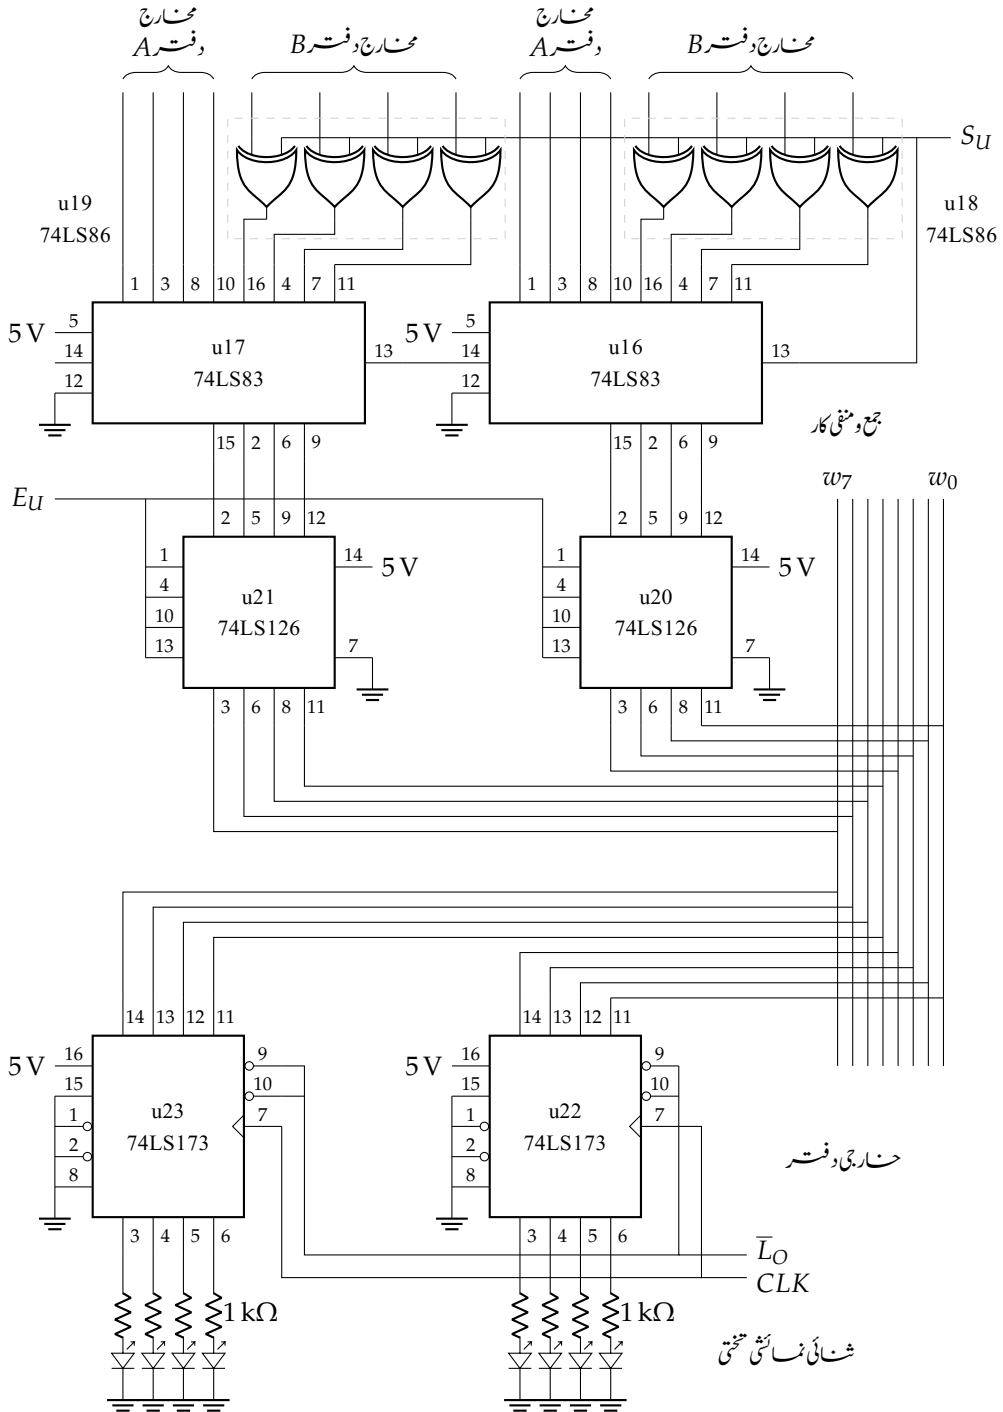 مخارج
دفتر A
مخارج دفتر B
مخارج
دفتر A
مخارج دفتر B
S_U
u19
74LS86
u18
74LS86
1 3 8 10 16 4 7 11
1 3 8 10 16 4 7 11
5 V 5
14
12
u17
74LS83
13
5 V 5
14
12
u16
74LS83
13
جمع و منفی کار
15 2 6 9
15 2 6 9
w_7 w_0
E_U
2 5 9 12
2 5 9 12
1
4
10
13
u21
74LS126
14 5 V
7
1
4
10
13
u20
74LS126
14 5 V
7
3 6 8 11
3 6 8 11
14 13 12 11
14 13 12 11
5 V 16
15
1
2
8
u23
74LS173
9
10
7
5 V 16
15
1
2
8
u22
74LS173
9
10
7
خارجی دفتر
3 4 5 6
3 4 5 6
L̅_O
CLK
1 kΩ
1 kΩ
ثنائی نمائشی تختی